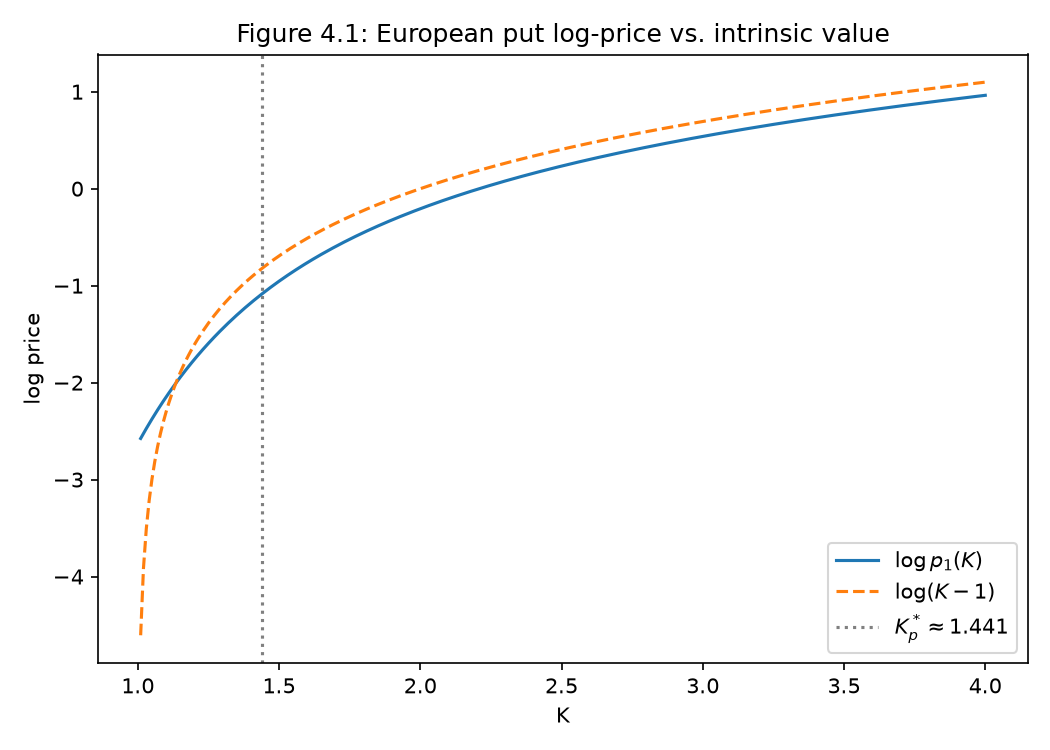 Figure 4.1: European put log-price vs. intrinsic value
log price
1
0
−1
−2
−3
−4
1.0 1.5 2.0 2.5 3.0 3.5 4.0
K
log p₁(K)
log(K − 1)
K*ₚ ≈ 1.441